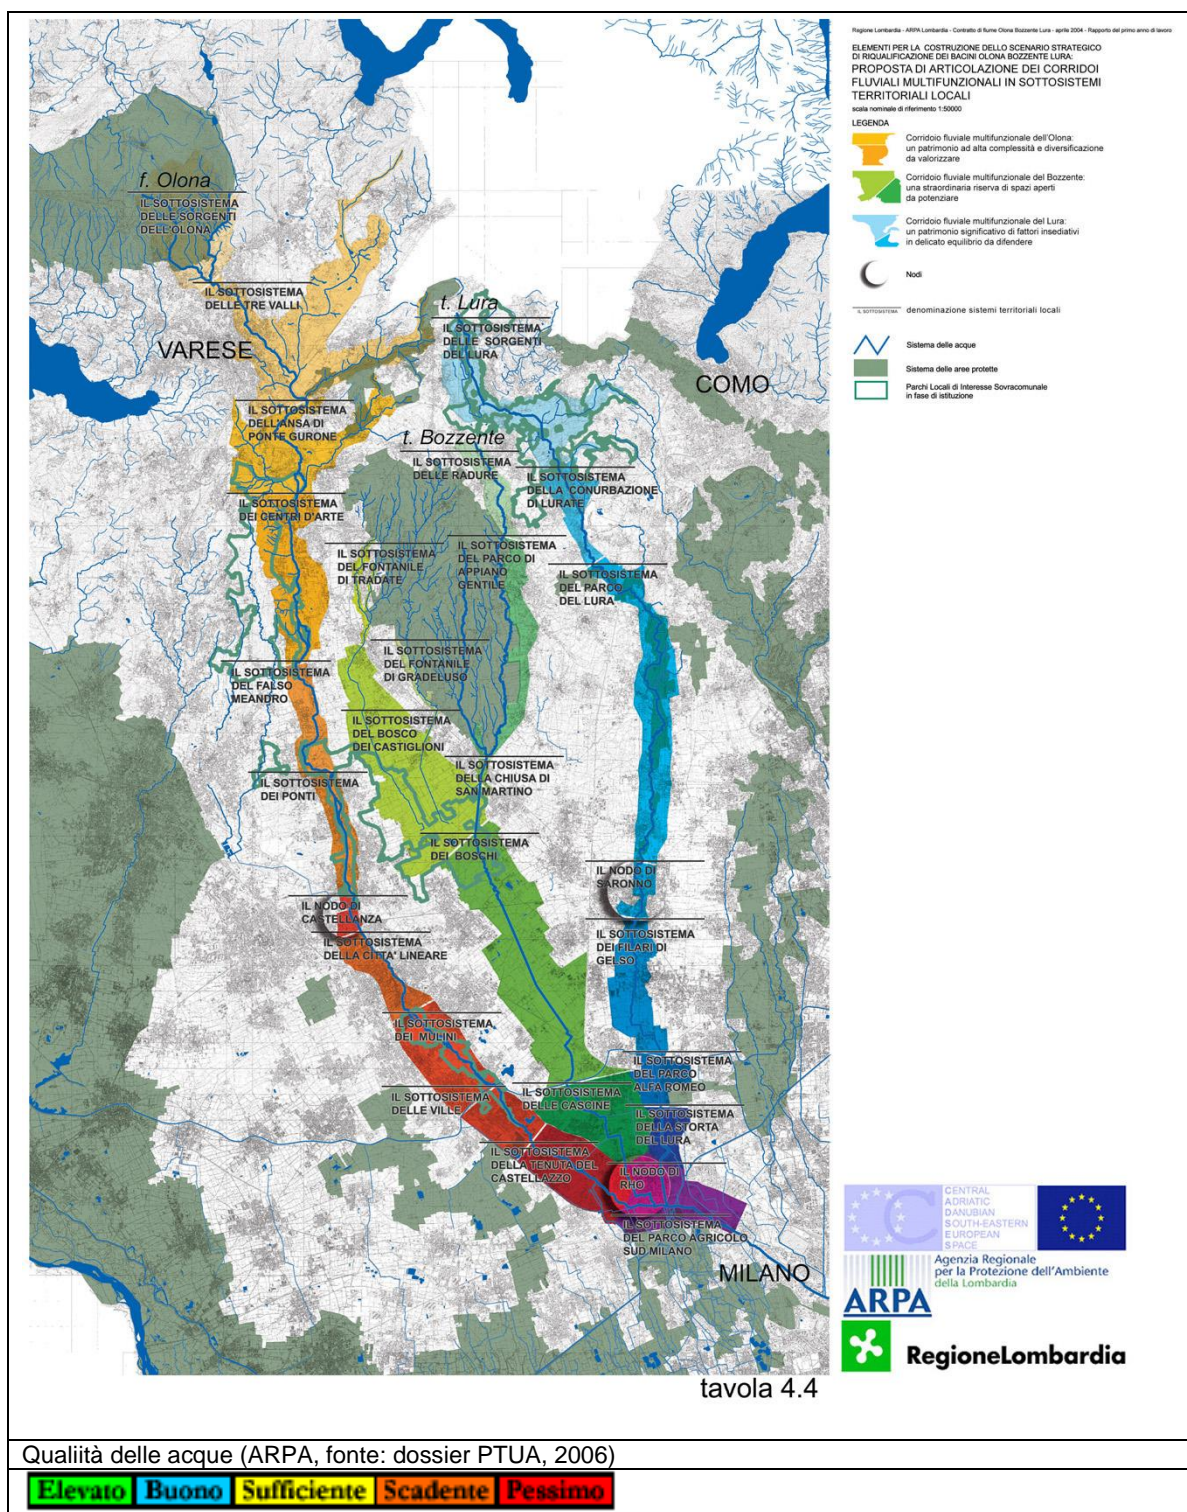 f. Olona
IL SOTTOSISTEMA
DELLE SORGENTI
DELL'OLONA
IL SOTTOSISTEMA
DELLE TRE VALLI
VARESE
t. Lura
IL SOTTOSISTEMA
DELLE SORGENTI
DEL LURA
COMO
IL SOTTOSISTEMA
DELL'ANSA DI
PONTE GURONE
t. Bozzente
IL SOTTOSISTEMA
DELLE RADURE
IL SOTTOSISTEMA
DELLA CONURBAZIONE
DI LURATE
IL SOTTOSISTEMA
DEI CENTRI D'ARTE
IL SOTTOSISTEMA
DEL FONTANILE
DI TRADATE
IL SOTTOSISTEMA
DEL PARCO DI
APPIANO
GENTILE
IL SOTTOSISTEMA
DEL PARCO
DEL LURA
IL SOTTOSISTEMA
DEL FONTANILE
DI GRADELUSO
IL SOTTOSISTEMA
DEL FALSO
MEANDRO
IL SOTTOSISTEMA
DEL BOSCO
DEI CASTIGLIONI
IL SOTTOSISTEMA
DELLA CHIUSA DI
SAN MARTINO
IL SOTTOSISTEMA
DEI PONTI
IL SOTTOSISTEMA
DEI BOSCHI
IL NODO DI
SARONNO
IL NODO DI
CASTELLANZA
IL SOTTOSISTEMA
DELLA CITTA' LINEARE
IL SOTTOSISTEMA
DEI FILARI DI
GELSO
IL SOTTOSISTEMA
DEI MULINI
IL SOTTOSISTEMA
DEL PARCO
ALFA ROMEO
IL SOTTOSISTEMA
DELLE VILLE
IL SOTTOSISTEMA
DELLE CASCINE
IL SOTTOSISTEMA
DELLA STORTA
DEL LURA
IL SOTTOSISTEMA
DELLA TENUTA DEL
CASTELLAZZO
IL NODO DI
RHO
IL SOTTOSISTEMA
DEL PARCO AGRICOLO
SUD MILANO
MILANO
Regione Lombardia - ARPA Lombardia - Contratto di fiume Olona Bozzente Lura - aprile 2004 - Rapporto del primo anno di lavoro
ELEMENTI PER LA COSTRUZIONE DELLO SCENARIO STRATEGICO
DI RIQUALIFICAZIONE DEI BACINI OLONA BOZZENTE LURA:
PROPOSTA DI ARTICOLAZIONE DEI CORRIDOI
FLUVIALI MULTIFUNZIONALI IN SOTTOSISTEMI
TERRITORIALI LOCALI
scala nominale di riferimento 1:50000
LEGENDA
Corridoio fluviale multifunzionale dell'Olona:
un patrimonio ad alta complessità e diversificazione
da valorizzare
Corridoio fluviale multifunzionale del Bozzente:
una straordinaria riserva di spazi aperti
da potenziare
Corridoio fluviale multifunzionale del Lura:
un patrimonio significativo di fattori insediativi
in delicato equilibrio da difendere
Nodi
IL SOTTOSISTEMA denominazione sistemi territoriali locali
Sistema delle acque
Sistema delle aree protette
Parchi Locali di Interesse Sovracomunale
in fase di istituzione
C
CENTRAL
ADRIATIC
DANUBIAN
SOUTH-EASTERN
EUROPEAN
SPACE
ARPA
Agenzia Regionale
per la Protezione dell'Ambiente
della Lombardia
RegioneLombardia
tavola 4.4
Qualiità delle acque (ARPA, fonte: dossier PTUA, 2006)
Elevato Buono Sufficiente Scadente Pessimo